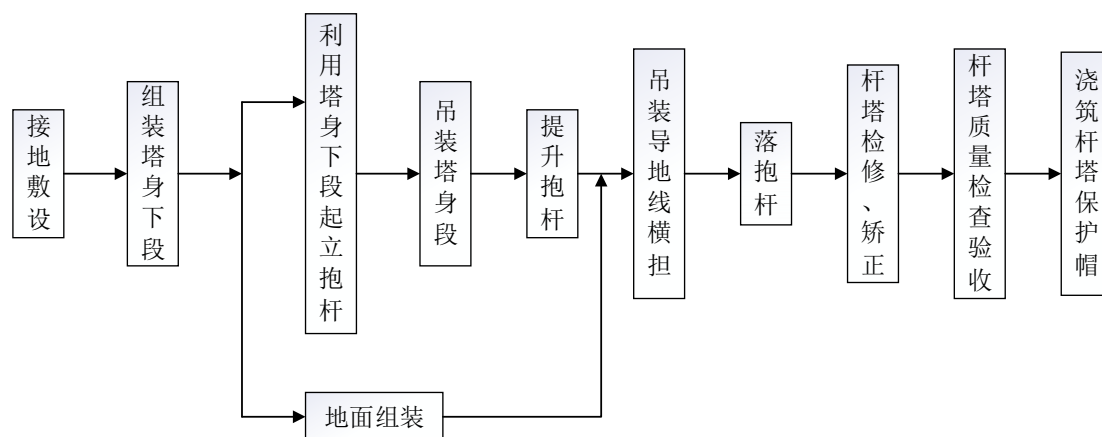 接地敷设
组装塔身下段
利用塔身下段起立抱杆
吊装塔身段
提升抱杆
吊装导地线横担
落抱杆
杆塔检修、矫正
杆塔质量检查验收
浇筑杆塔保护帽
地面组装